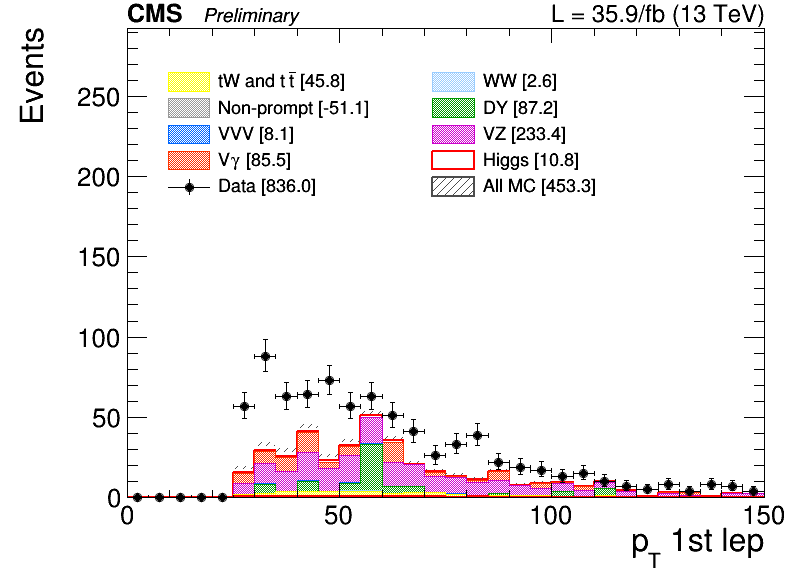 CMS Preliminary L = 35.9/fb (13 TeV)
Events
tW and t t̄ [45.8] WW [2.6]
Non-prompt [-51.1] DY [87.2]
VVV [8.1] VZ [233.4]
Vγ [85.5] Higgs [10.8]
Data [836.0] All MC [453.3]
250
200
150
100
50
0
0 50 100 150
p_T 1st lep